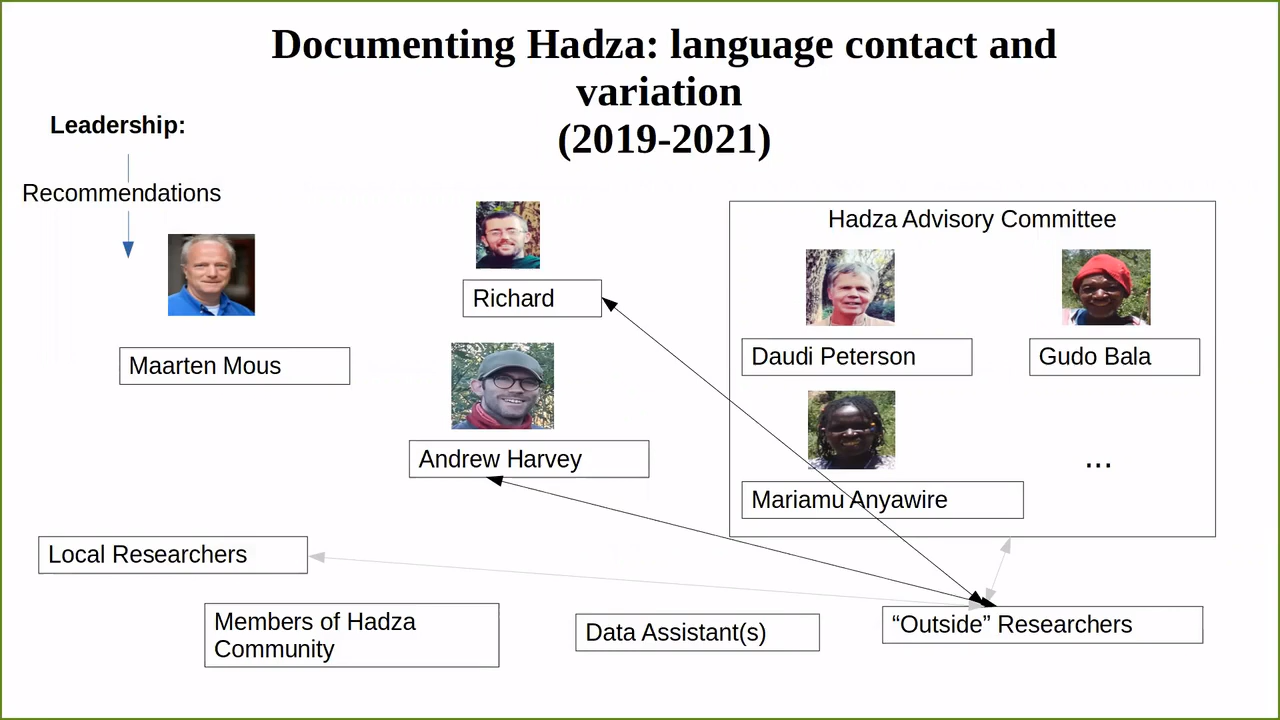 Documenting Hadza: language contact and
variation
(2019-2021)
Leadership:
Recommendations
Maarten Mous
Richard
Andrew Harvey
Hadza Advisory Committee
Daudi Peterson
Gudo Bala
Mariamu Anyawire
...
Local Researchers
Members of Hadza
Community
Data Assistant(s)
“Outside” Researchers